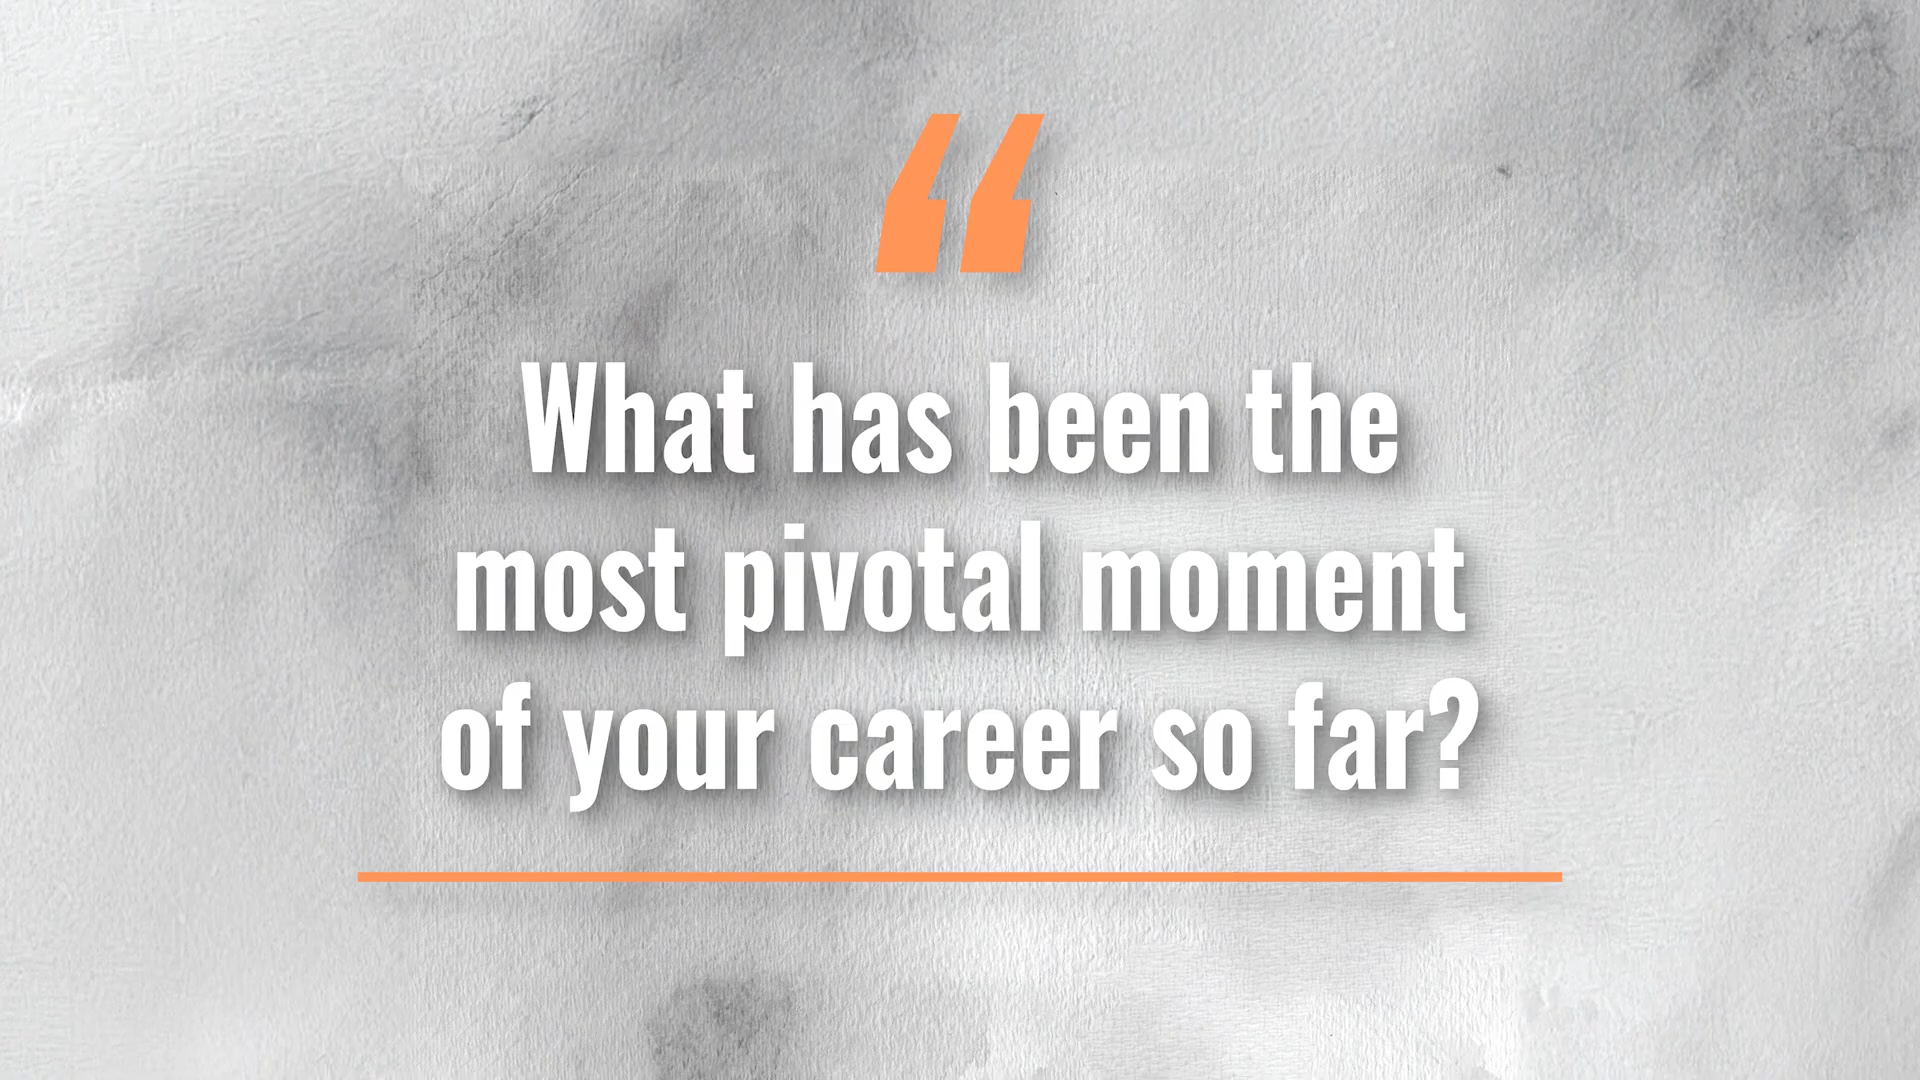 “
What has been the
most pivotal moment
of your career so far?